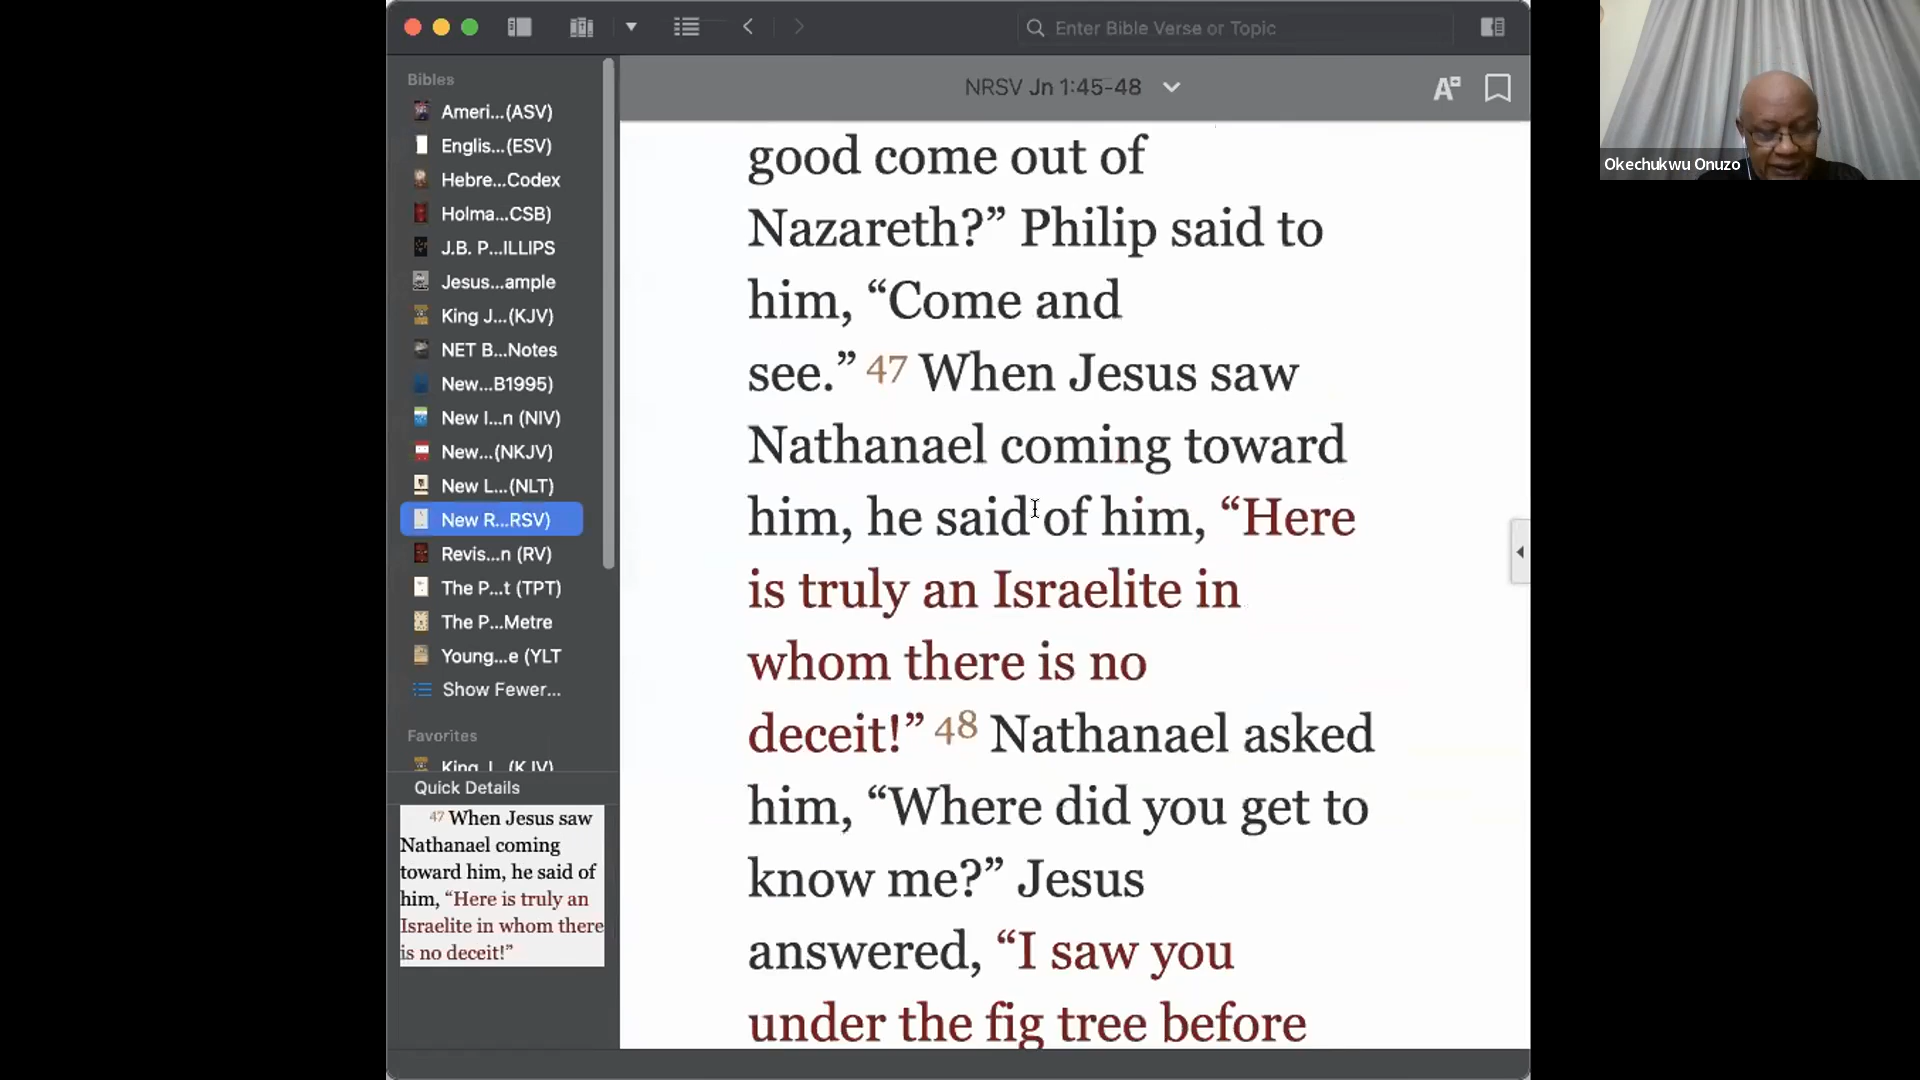 Enter Bible Verse or Topic
Bibles
Ameri...(ASV)
Englis...(ESV)
Hebre...Codex
Holma...CSB)
J.B. P...ILLIPS
Jesus...ample
King J...(KJV)
NET B...Notes
New...B1995)
New I...n (NIV)
New...(NKJV)
New L...(NLT)
New R...RSV)
Revis...n (RV)
The P...t (TPT)
The P...Metre
Young...e (YLT
Show Fewer...
Favorites
King J...(KJV)
Quick Details
47 When Jesus saw
Nathanael coming
toward him, he said of
him, “Here is truly an
Israelite in whom there
is no deceit!”
NRSV Jn 1:45-48
good come out of
Nazareth?” Philip said to
him, “Come and
see.” 47 When Jesus saw
Nathanael coming toward
him, he said of him, “Here
is truly an Israelite in
whom there is no
deceit!” 48 Nathanael asked
him, “Where did you get to
know me?” Jesus
answered, “I saw you
under the fig tree before
Okechukwu Onuzo